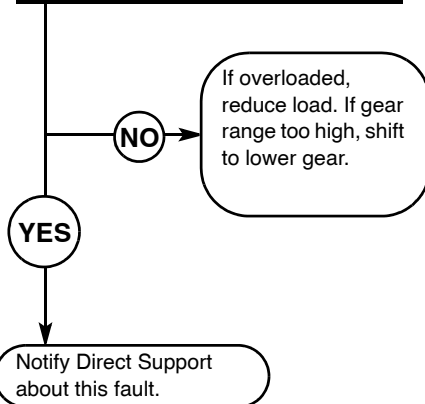 If overloaded,
reduce load. If gear
range too high, shift
to lower gear.
NO
YES
Notify Direct Support
about this fault.